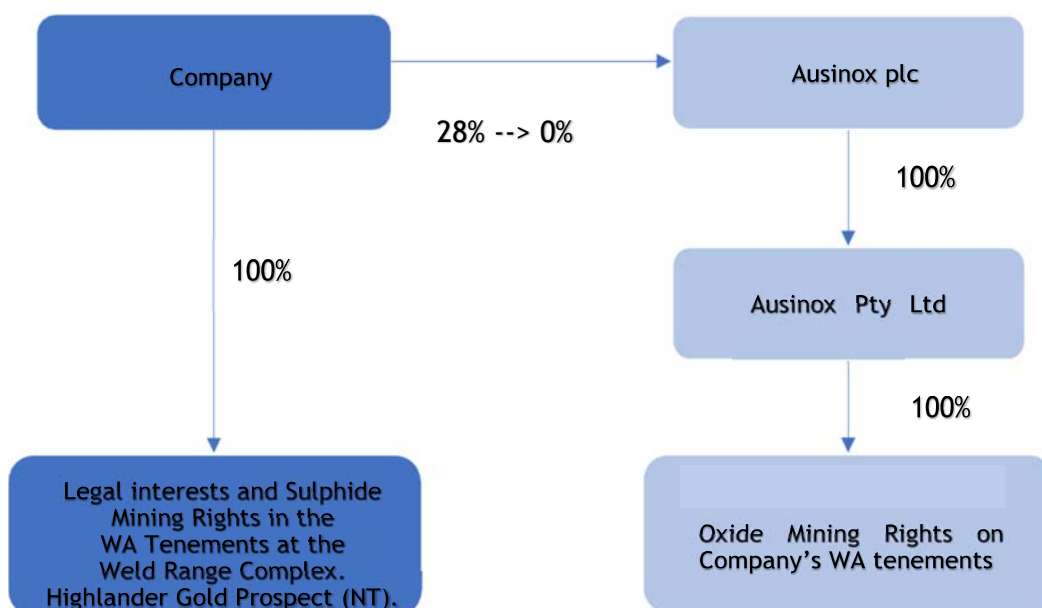 Company
Ausinox plc
28% --> 0%
100%
100%
Ausinox Pty Ltd
100%
Legal interests and Sulphide
Mining Rights in the
WA Tenements at the
Weld Range Complex.
Highlander Gold Prospect (NT).
Oxide Mining Rights on
Company’s WA tenements